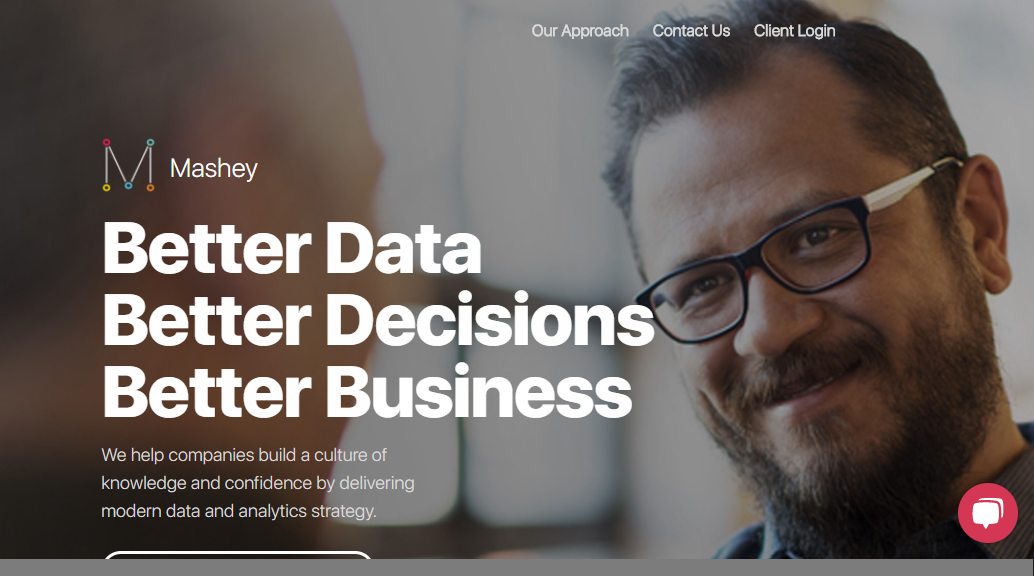 Our Approach Contact Us Client Login
Mashey
Better Data
Better Decisions
Better Business
We help companies build a culture of
knowledge and confidence by delivering
modern data and analytics strategy.